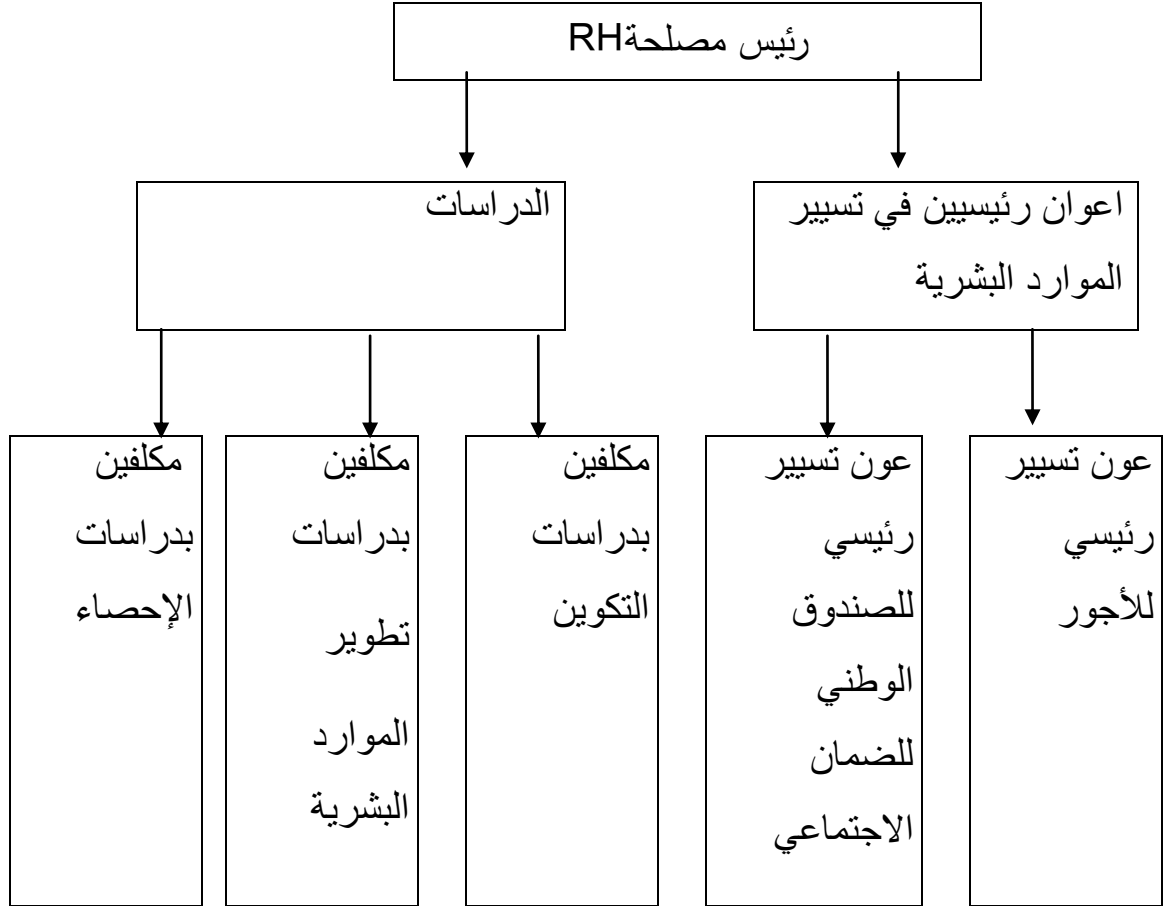 رئيس مصلحةRH
اعوان رئيسيين في تسيير
الموارد البشرية
الدراسات
عون تسيير
رئيسي
للأجور
عون تسيير
رئيسي
للصندوق
الوطني
للضمان
الاجتماعي
مكلفين
بدراسات
التكوين
مكلفين
بدراسات
تطوير
الموارد
البشرية
مكلفين
بدراسات
الإحصاء